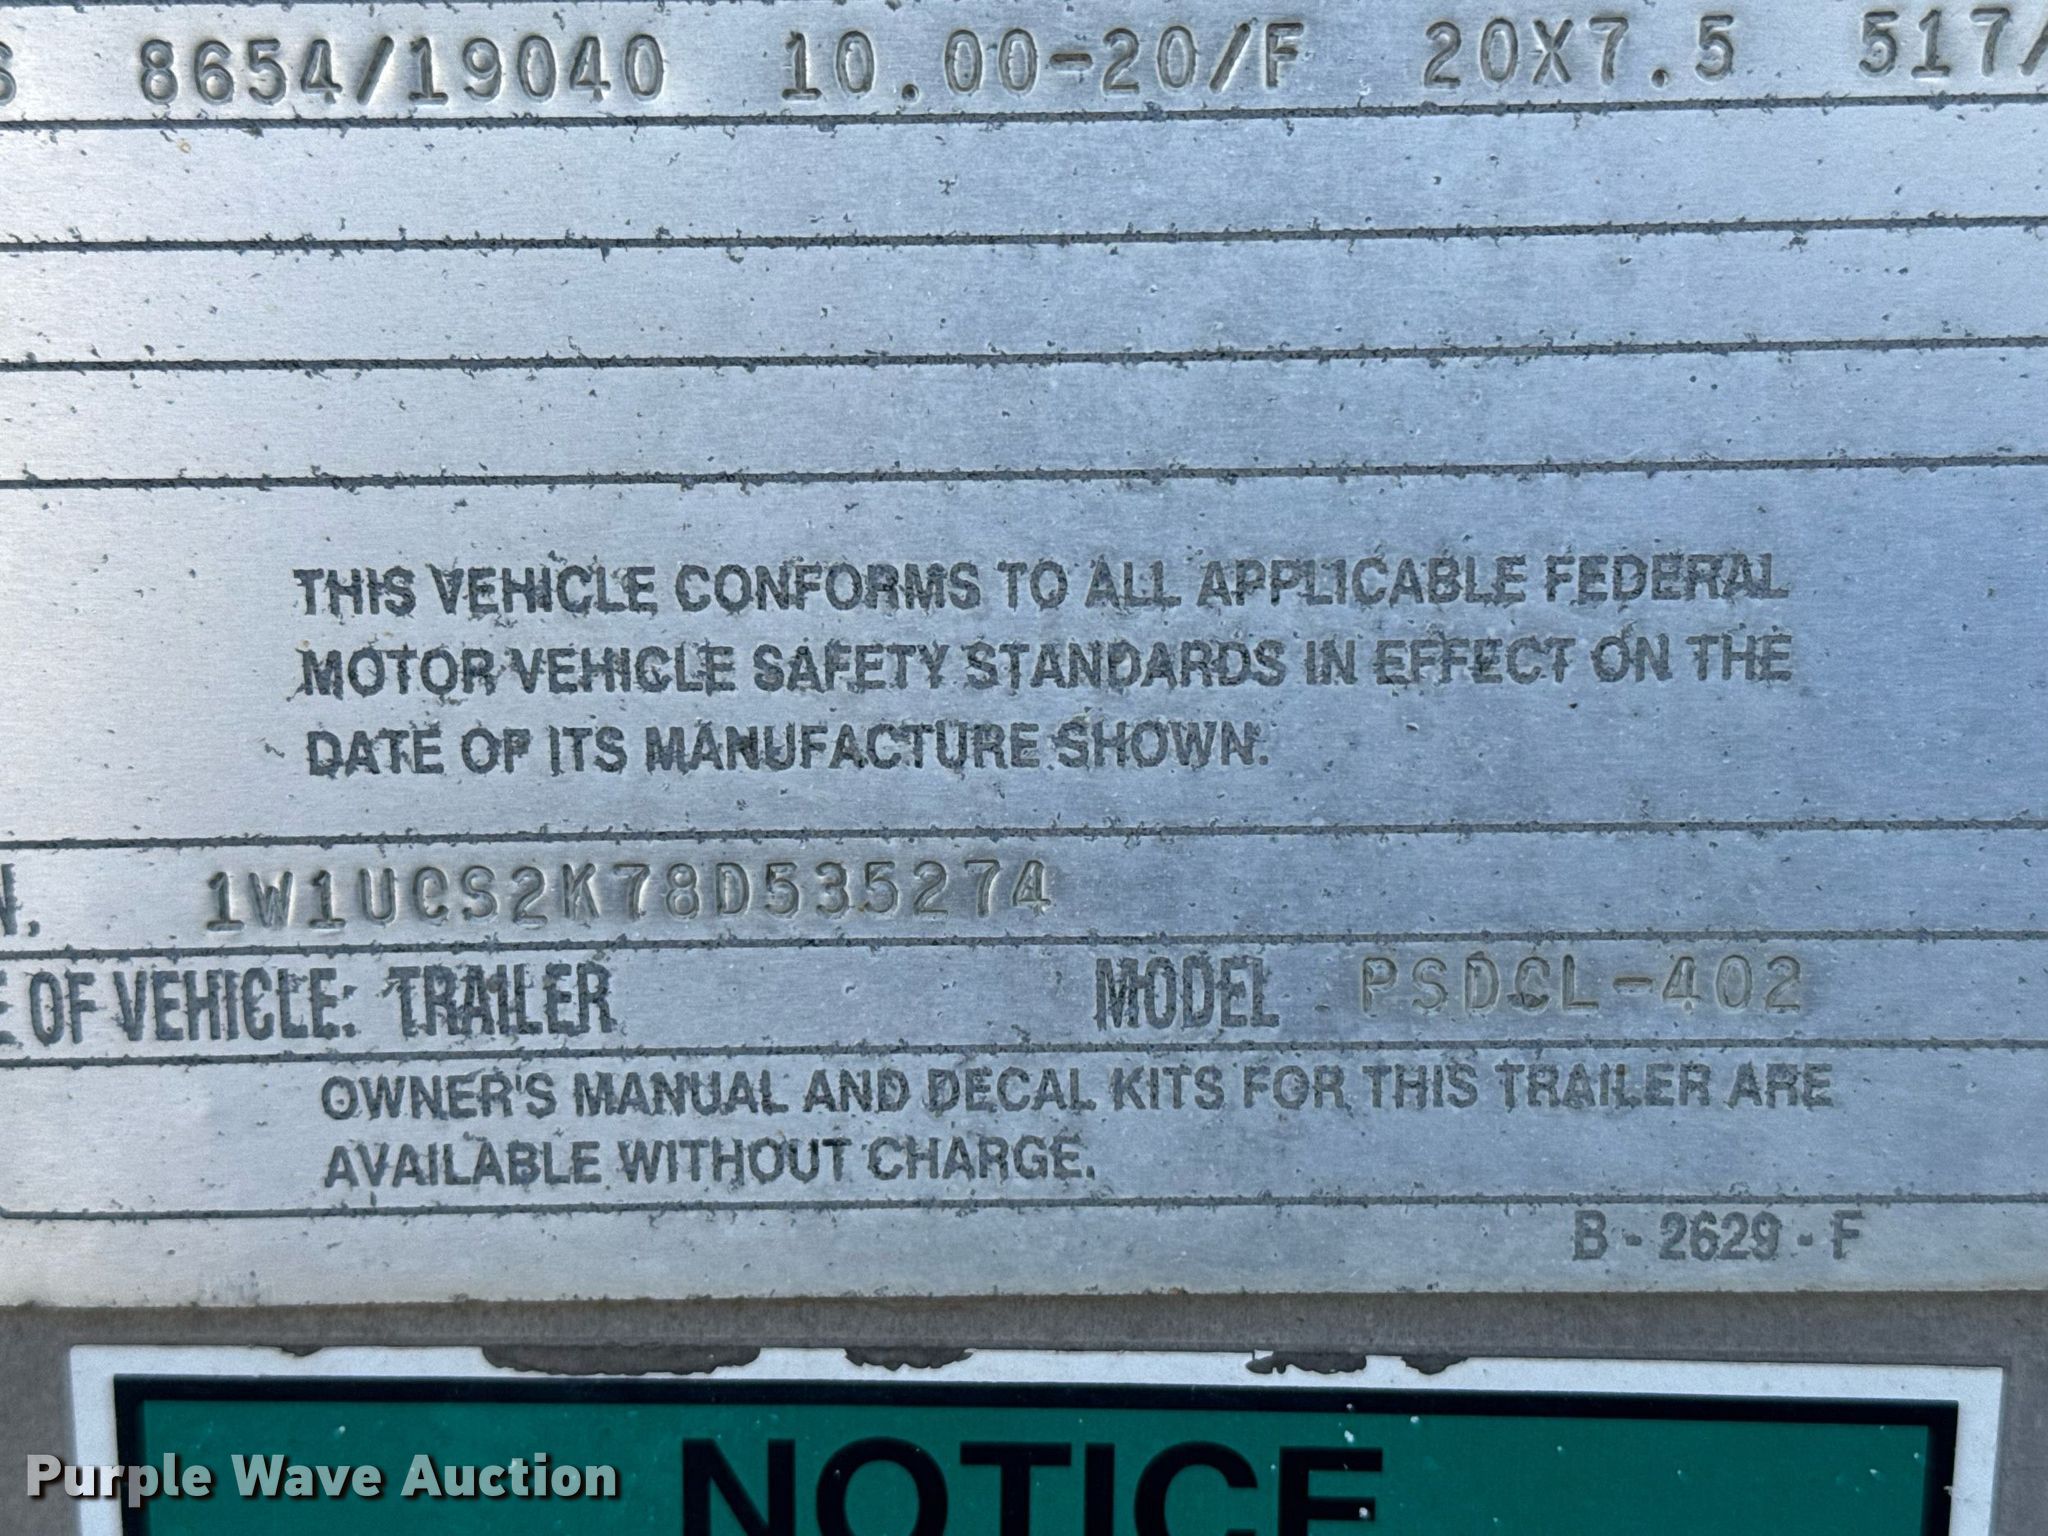 S 8654/19040 10.00-20/F 20X7.5 517/
THIS VEHICLE CONFORMS TO ALL APPLICABLE FEDERAL
MOTOR VEHICLE SAFETY STANDARDS IN EFFECT ON THE
DATE OF ITS MANUFACTURE SHOWN.
N. 1W1UCS2K78D535274
E OF VEHICLE: TRAILER MODEL PSDCL-402
OWNER'S MANUAL AND DECAL KITS FOR THIS TRAILER ARE
AVAILABLE WITHOUT CHARGE.
B - 2629 - F
NOTICE
Purple Wave Auction